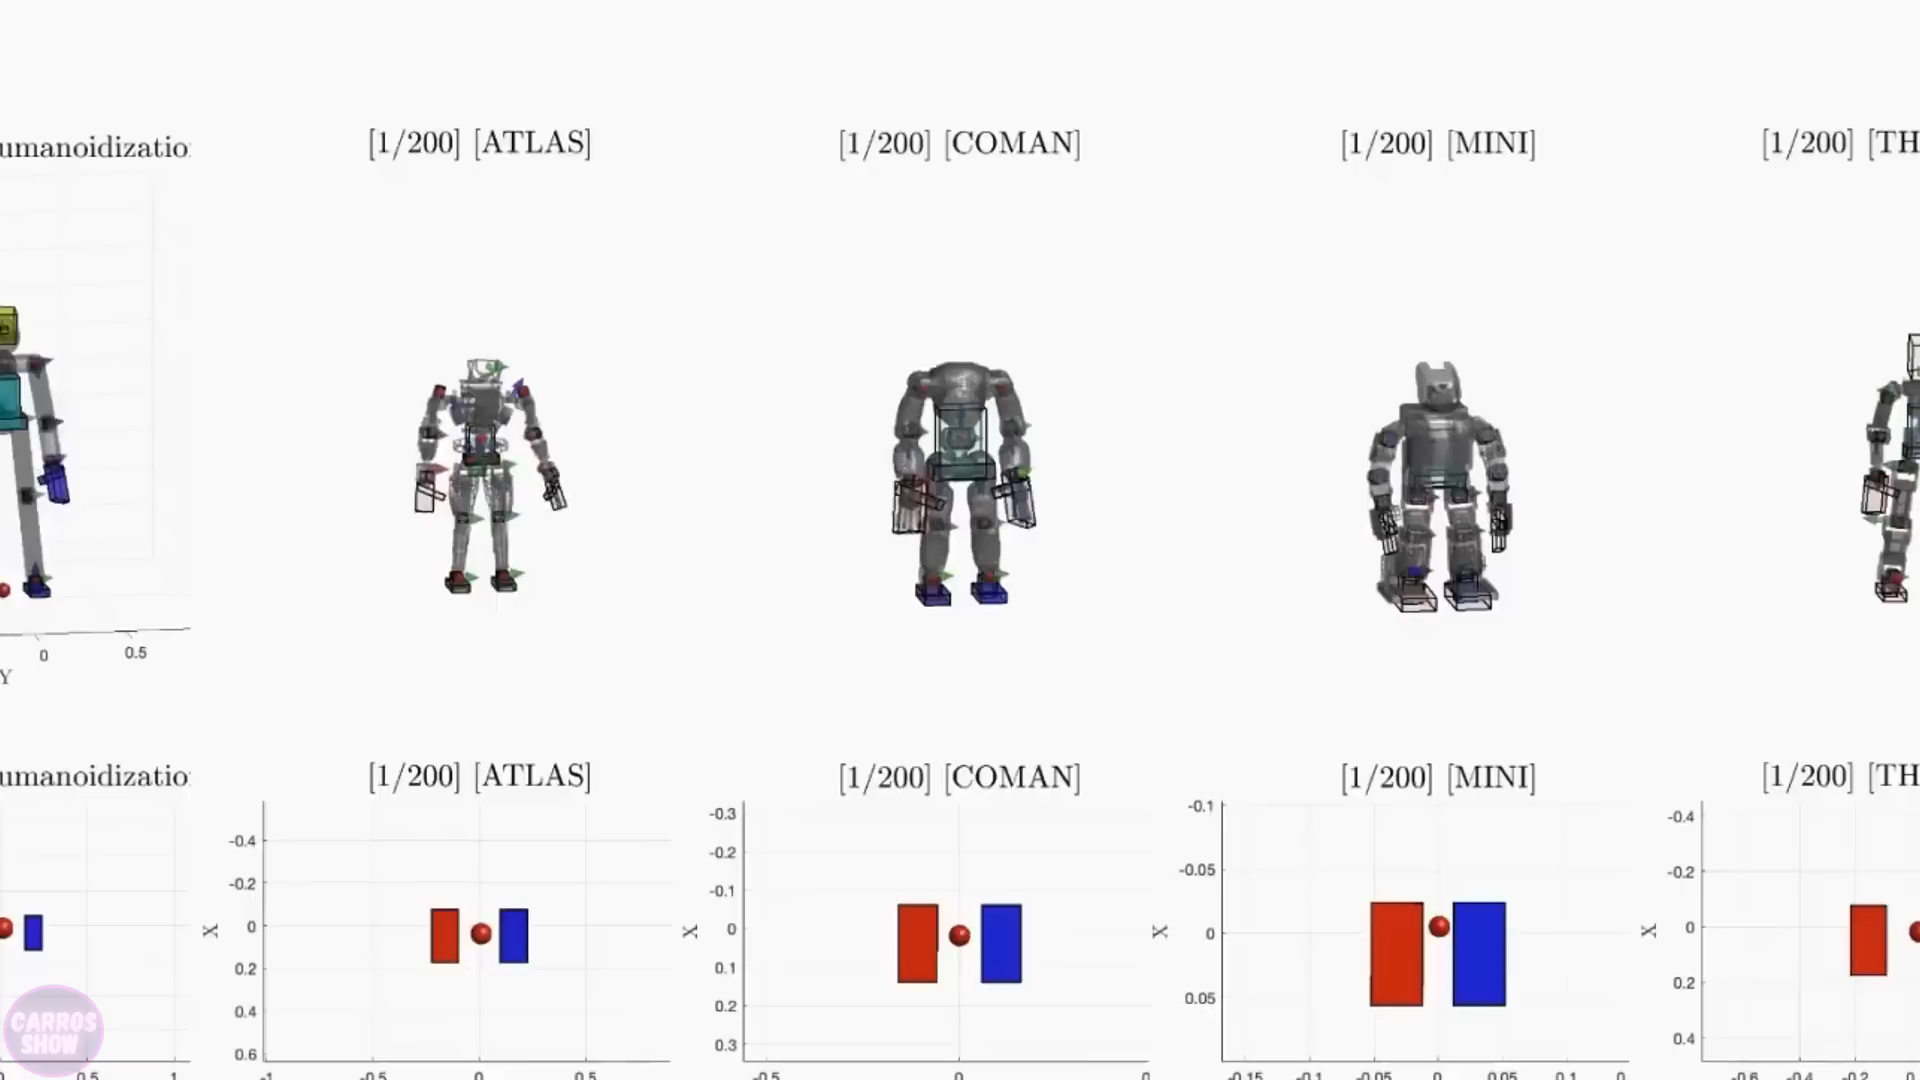 umanoidizatio
[1/200] [ATLAS]
[1/200] [COMAN]
[1/200] [MINI]
[1/200] [TH
0
0.5
Y
umanoidizatio
[1/200] [ATLAS]
[1/200] [COMAN]
[1/200] [MINI]
[1/200] [TH
0.5
1
X
-0.4
-0.2
0
0.2
0.4
0.6
-1
-0.5
0
0.5
X
-0.3
-0.2
-0.1
0
0.1
0.2
0.3
-0.5
0
X
-0.1
-0.05
0
0.05
-0.15
-0.1
-0.05
0
0.05
0.1
X
-0.4
-0.2
0
0.2
0.4
-0.6
-0.4
-0.2
CARROS
SHOW